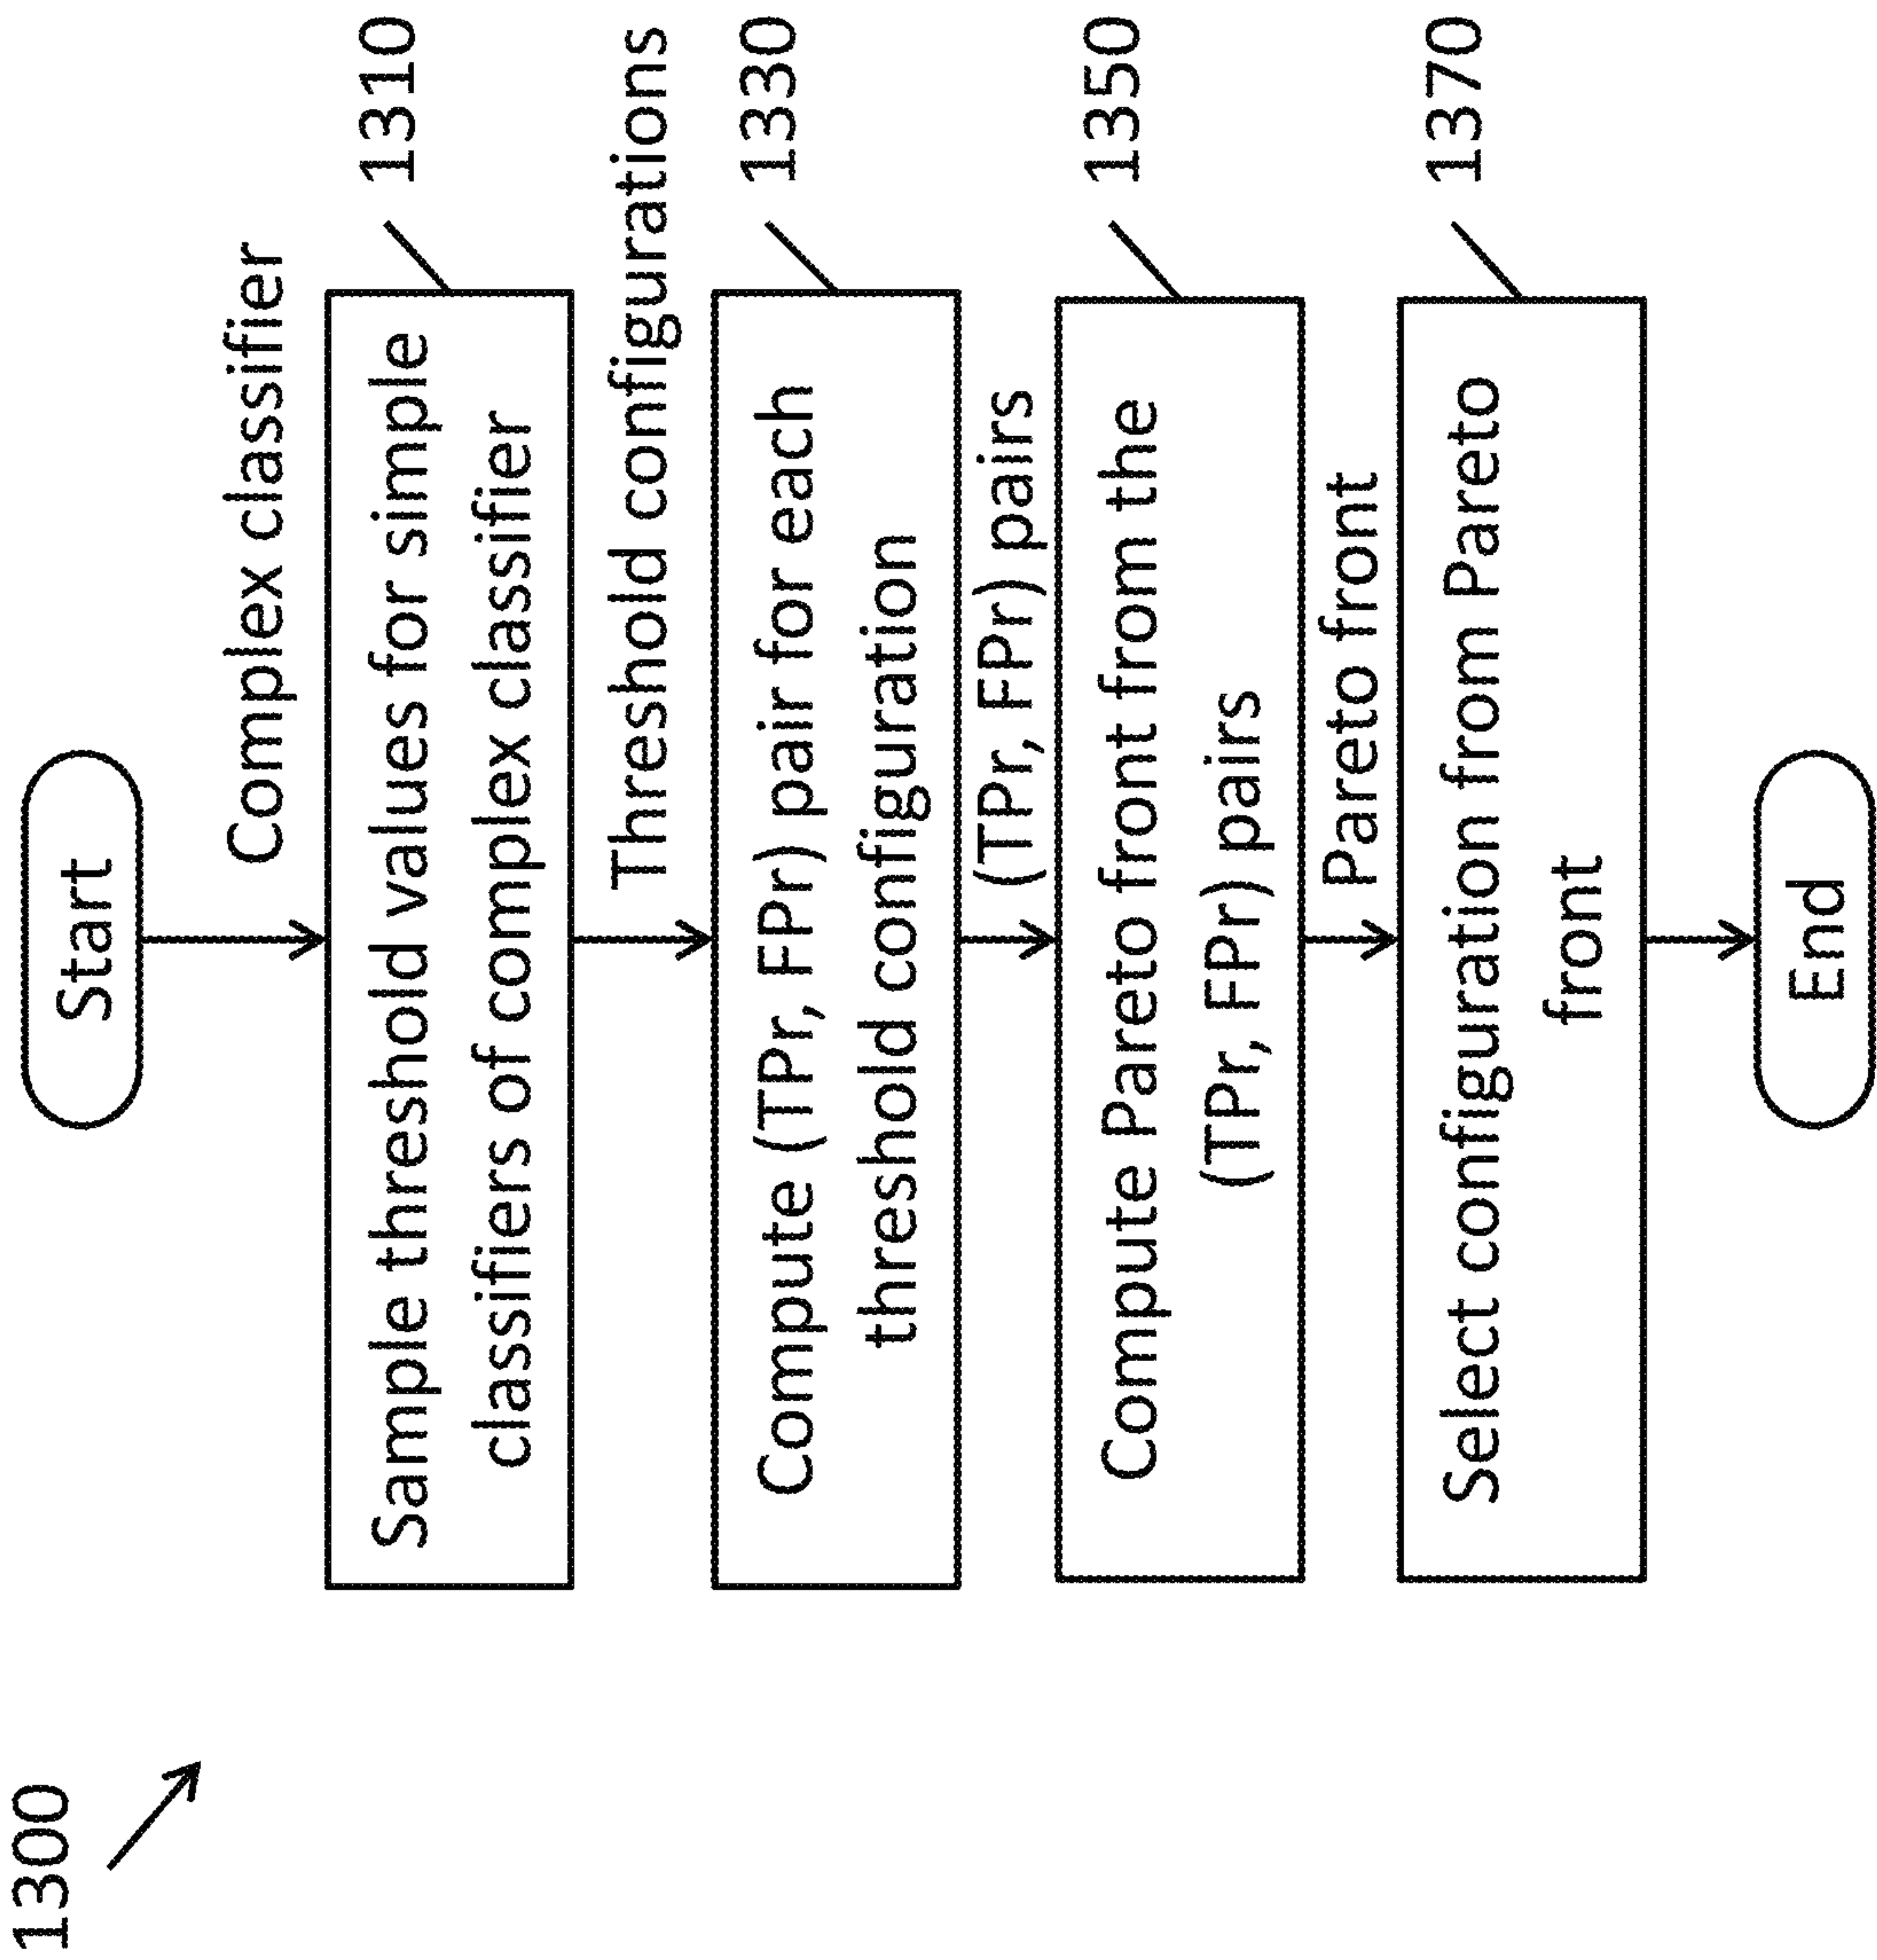 1300
Start
Complex classifier
Sample threshold values for simple
classifiers of complex classifier
1310
Threshold configurations
Compute (TPr, FPr) pair for each
threshold configuration
1330
, (TPr, FPr) pairs
Compute Pareto front from the
(TPr, FPr) pairs
1350
, Pareto front
Select configuration from Pareto
front
1370
End